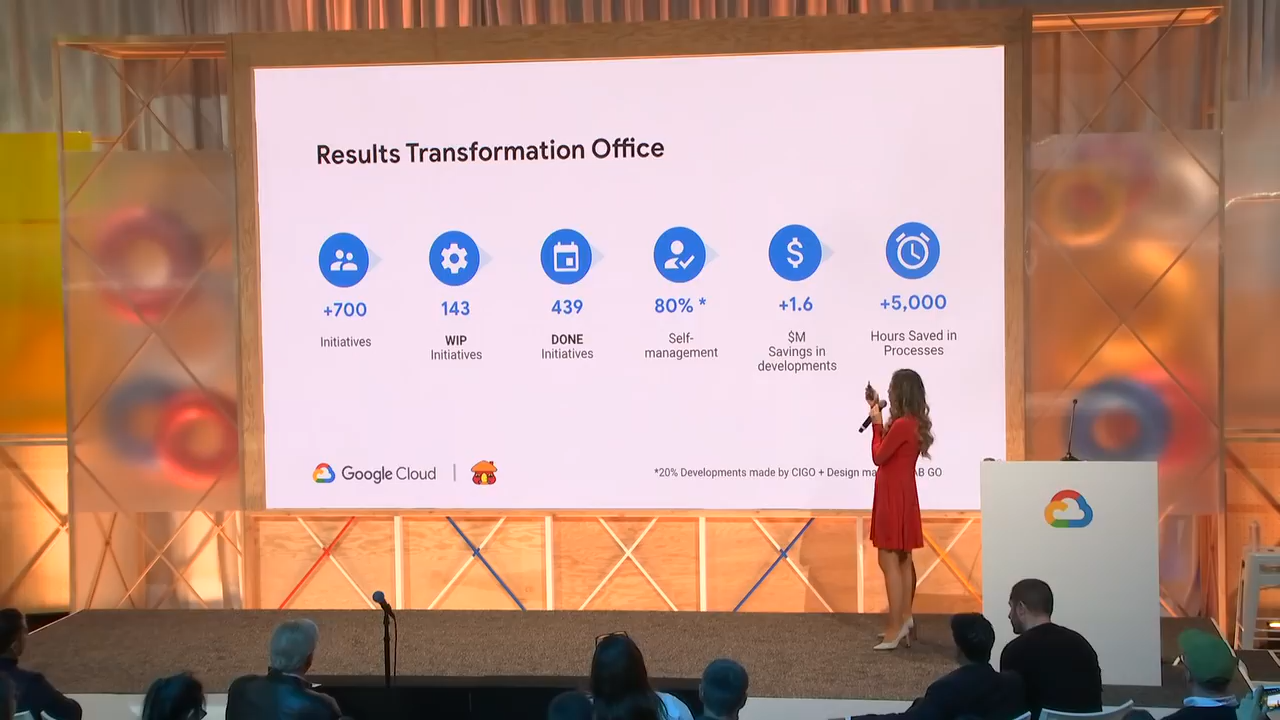 Results Transformation Office
+700
Initiatives
143
WIP
Initiatives
439
DONE
Initiatives
80% *
Self-
management
+1.6
$M
Savings in
developments
+5,000
Hours Saved in
Processes
Google Cloud
*20% Developments made by CIGO + Design GO